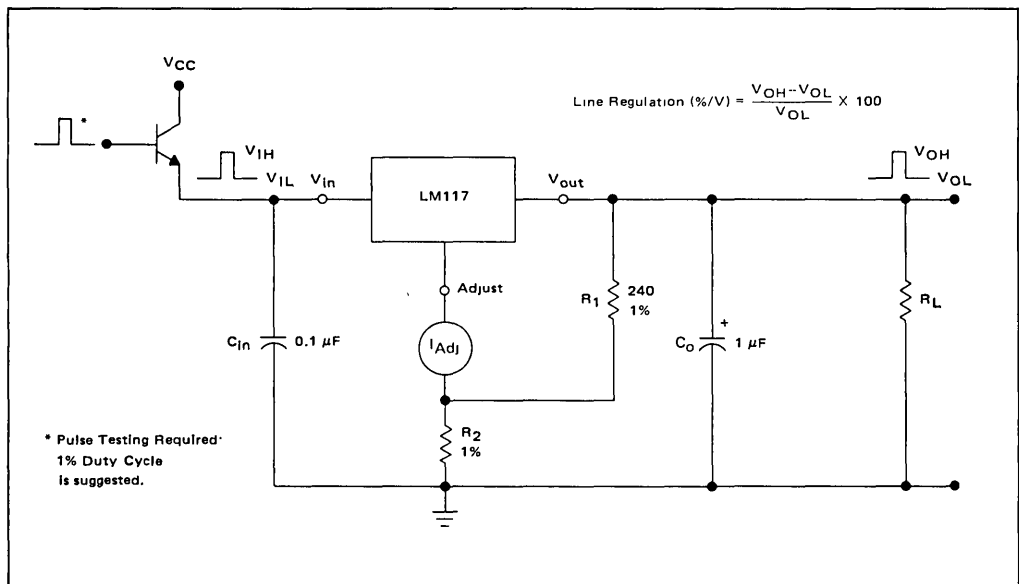 VCC
Line Regulation (%/V) = VOH--VOL / VOL X 100
*
VIH
VIL
Vin
LM117
Vout
VOH
VOL
Adjust
R1
240
1%
RL
Cin
0.1 µF
IAdj
+
Co
1 µF
R2
1%
* Pulse Testing Required·
1% Duty Cycle
is suggested.